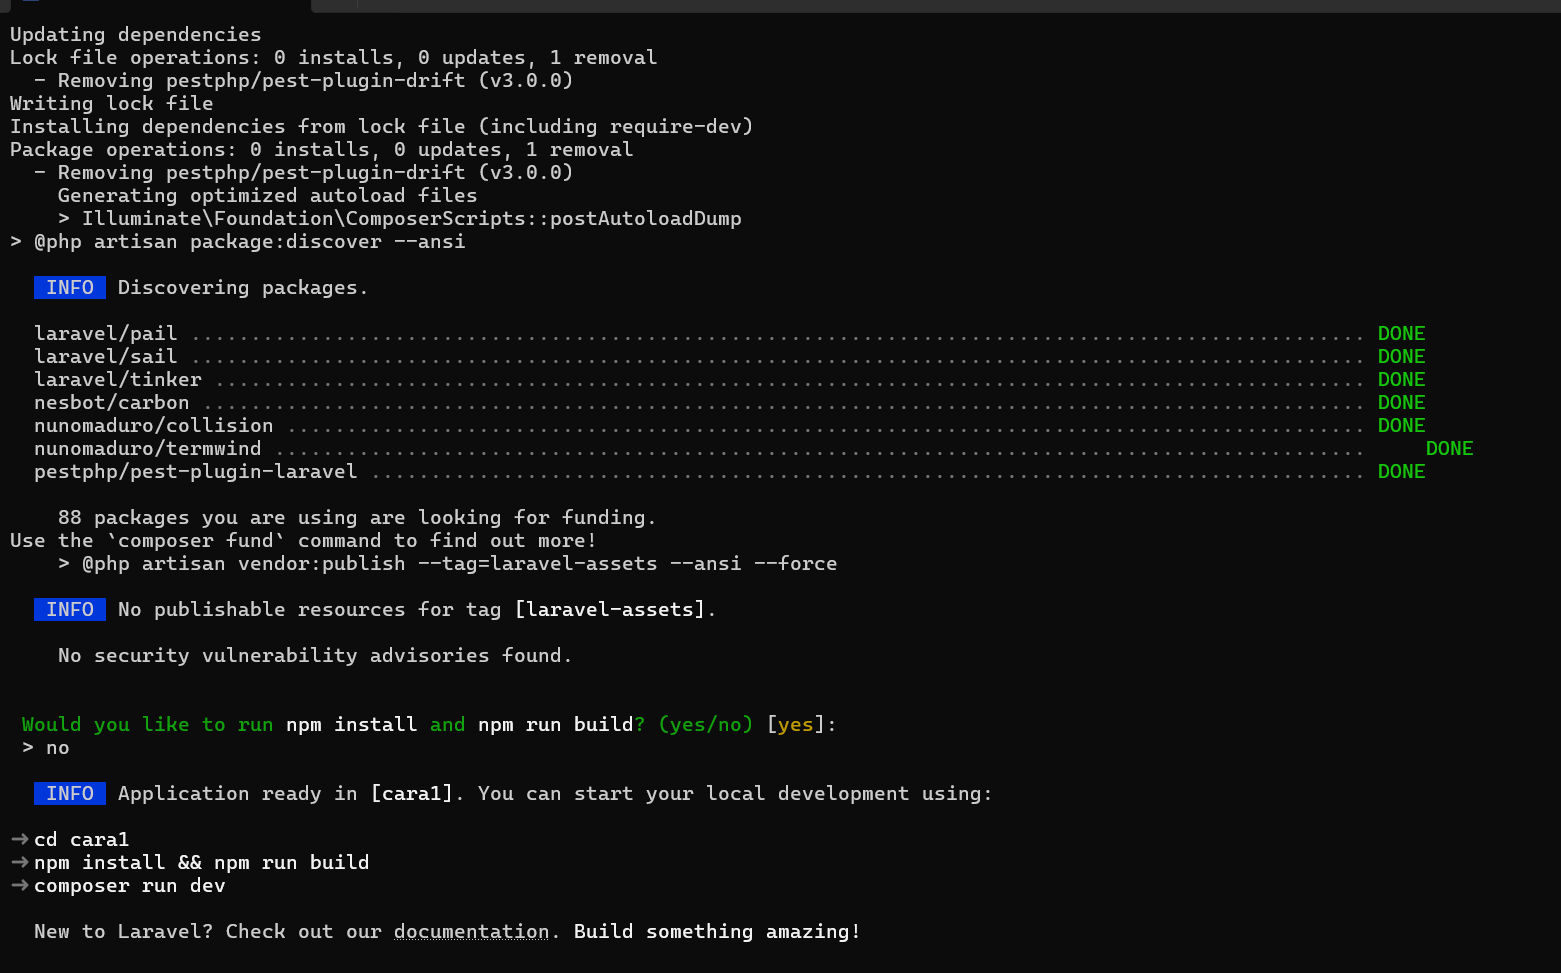 Updating dependencies
Lock file operations: 0 installs, 0 updates, 1 removal
  - Removing pestphp/pest-plugin-drift (v3.0.0)
Writing lock file
Installing dependencies from lock file (including require-dev)
Package operations: 0 installs, 0 updates, 1 removal
  - Removing pestphp/pest-plugin-drift (v3.0.0)
    Generating optimized autoload files
    > Illuminate\Foundation\ComposerScripts::postAutoloadDump
> @php artisan package:discover --ansi
INFO Discovering packages.
laravel/pail .................................................................................................. DONE
laravel/sail .................................................................................................. DONE
laravel/tinker ................................................................................................ DONE
nesbot/carbon ................................................................................................. DONE
nunomaduro/collision .......................................................................................... DONE
nunomaduro/termwind ........................................................................................... DONE
pestphp/pest-plugin-laravel ................................................................................... DONE
88 packages you are using are looking for funding.
Use the `composer fund` command to find out more!
    > @php artisan vendor:publish --tag=laravel-assets --ansi --force
INFO No publishable resources for tag [laravel-assets].
No security vulnerability advisories found.
Would you like to run npm install and npm run build? (yes/no) [yes]:
> no
INFO Application ready in [cara1]. You can start your local development using:
➜ cd cara1
➜ npm install && npm run build
➜ composer run dev
New to Laravel? Check out our documentation. Build something amazing!